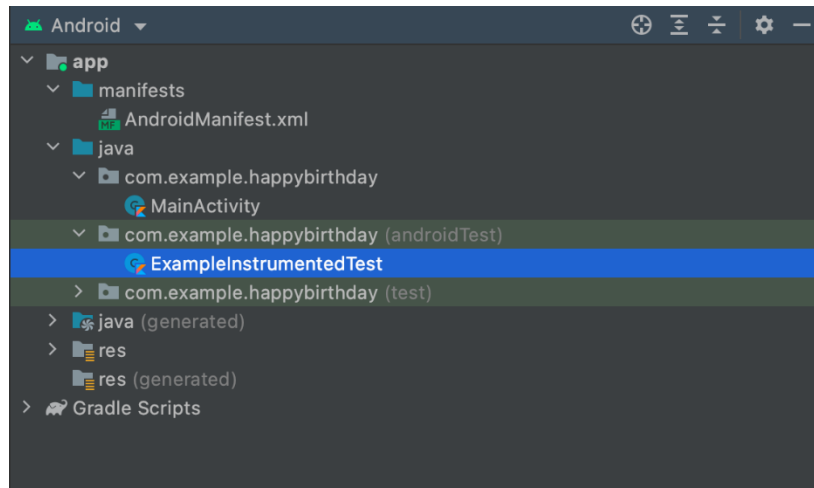 Android
app
manifests
MF AndroidManifest.xml
java
com.example.happybirthday
MainActivity
com.example.happybirthday (androidTest)
ExampleInstrumentedTest
com.example.happybirthday (test)
java (generated)
res
res (generated)
Gradle Scripts